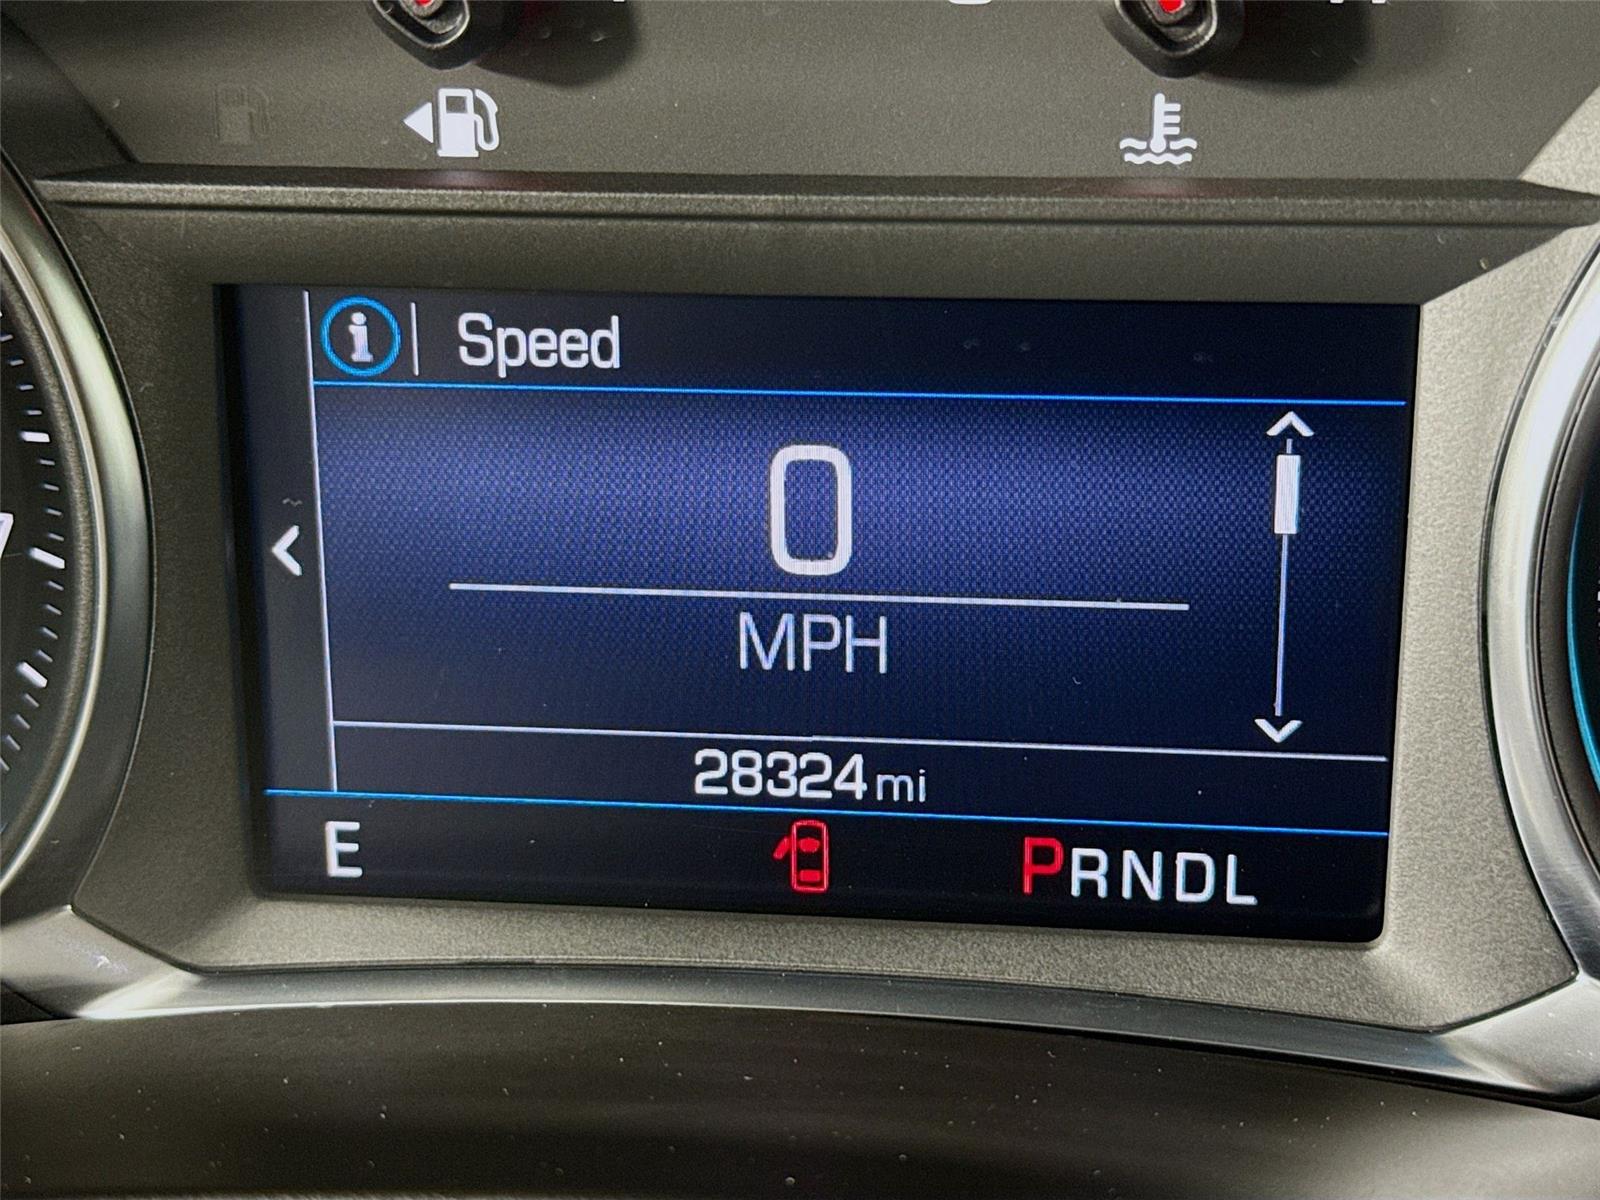 Speed
0
MPH
28324 mi
E PRNDL